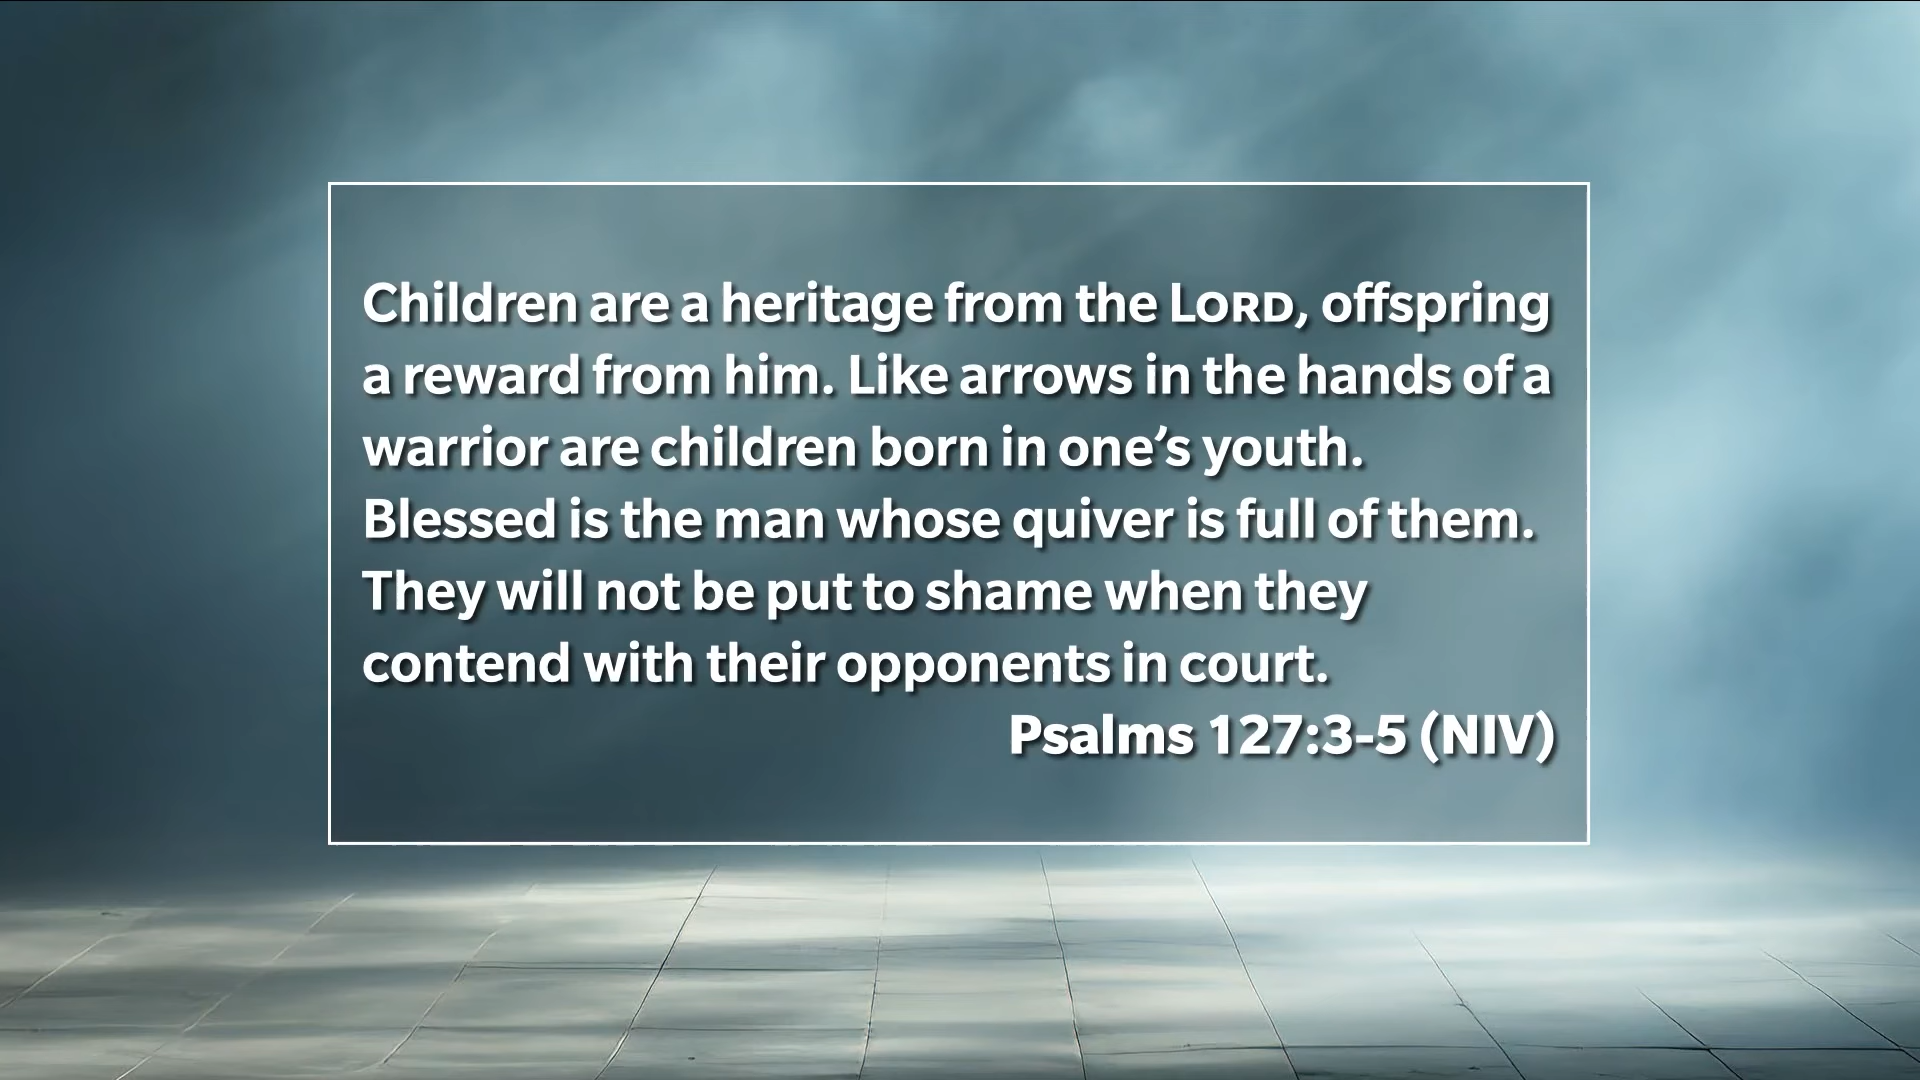 Children are a heritage from the LORD, offspring
a reward from him. Like arrows in the hands of a
warrior are children born in one’s youth.
Blessed is the man whose quiver is full of them.
They will not be put to shame when they
contend with their opponents in court.
Psalms 127:3-5 (NIV)